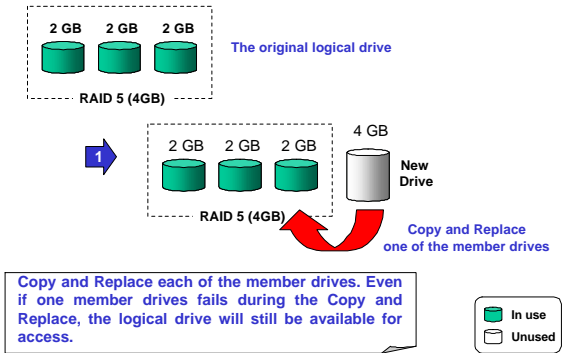 2 GB 2 GB 2 GB
The original logical drive
RAID 5 (4GB)
1
2 GB 2 GB 2 GB
4 GB
New
Drive
RAID 5 (4GB)
Copy and Replace
one of the member drives
Copy and Replace each of the member drives. Even
if one member drives fails during the Copy and
Replace, the logical drive will still be available for
access.
In use
Unused